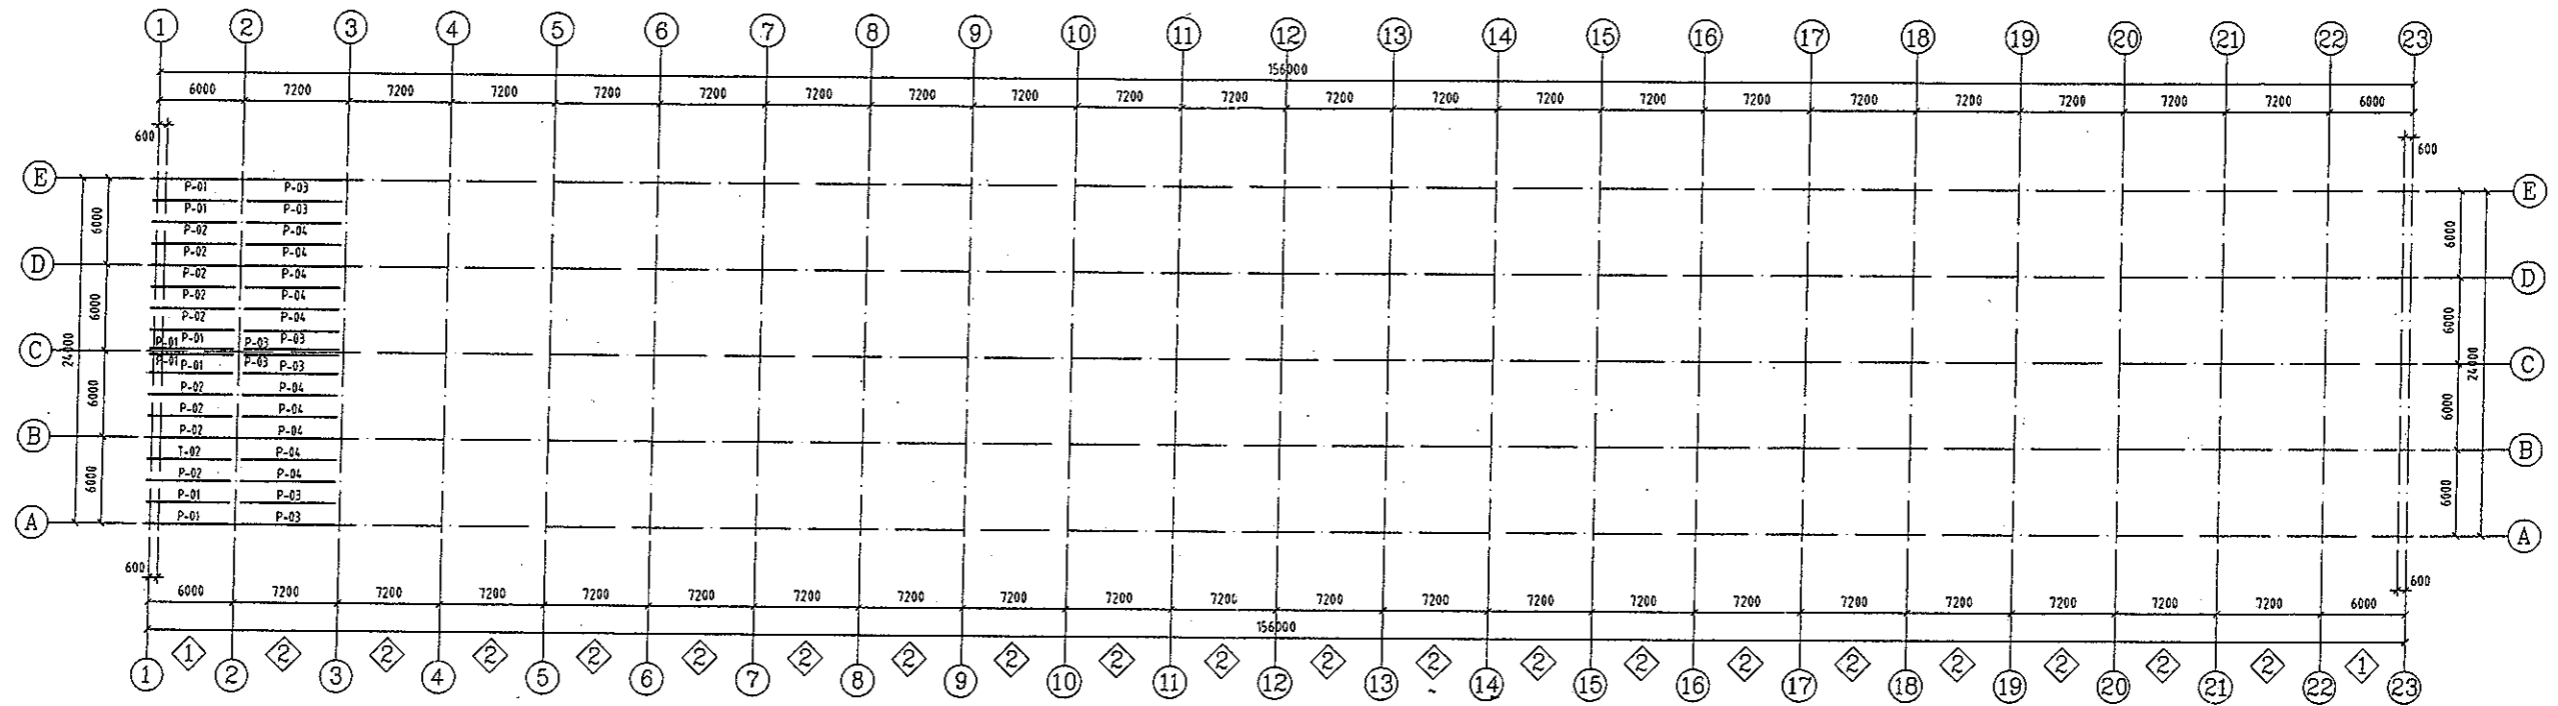 1 2 3 4 5 6 7 8 9 10 11 12 13 14 15 16 17 18 19 20 21 22 23
156000
6000 7200 7200 7200 7200 7200 7200 7200 7200 7200 7200 7200 7200 7200 7200 7200 7200 7200 7200 7200 7200 6000
600 600
E P-01 P-03 E
P-01 P-03
6000 P-02 P-04 6000
P-02 P-04
D P-02 P-04 D
P-02 P-04
6000 P-02 P-04 6000
P-01 P-01 P-03 P-03
C 24000 C 24000
P-01 P-01 P-03 P-03
P-02 P-04
6000 P-02 P-04 6000
B P-02 P-04 B
T-02 P-04
6000 P-02 P-04 6000
P-01 P-03
A P-01 P-03 A
600 600
6000 7200 7200 7200 7200 7200 7200 7200 7200 7200 7200 7200 7200 7200 7200 7200 7200 7200 7200 7200 7200 6000
156000
1 2 2 2 2 2 2 2 2 2 2 2 2 2 2 2 2 2 2 2 2 1
1 2 3 4 5 6 7 8 9 10 11 12 13 14 15 16 17 18 19 20 21 22 23